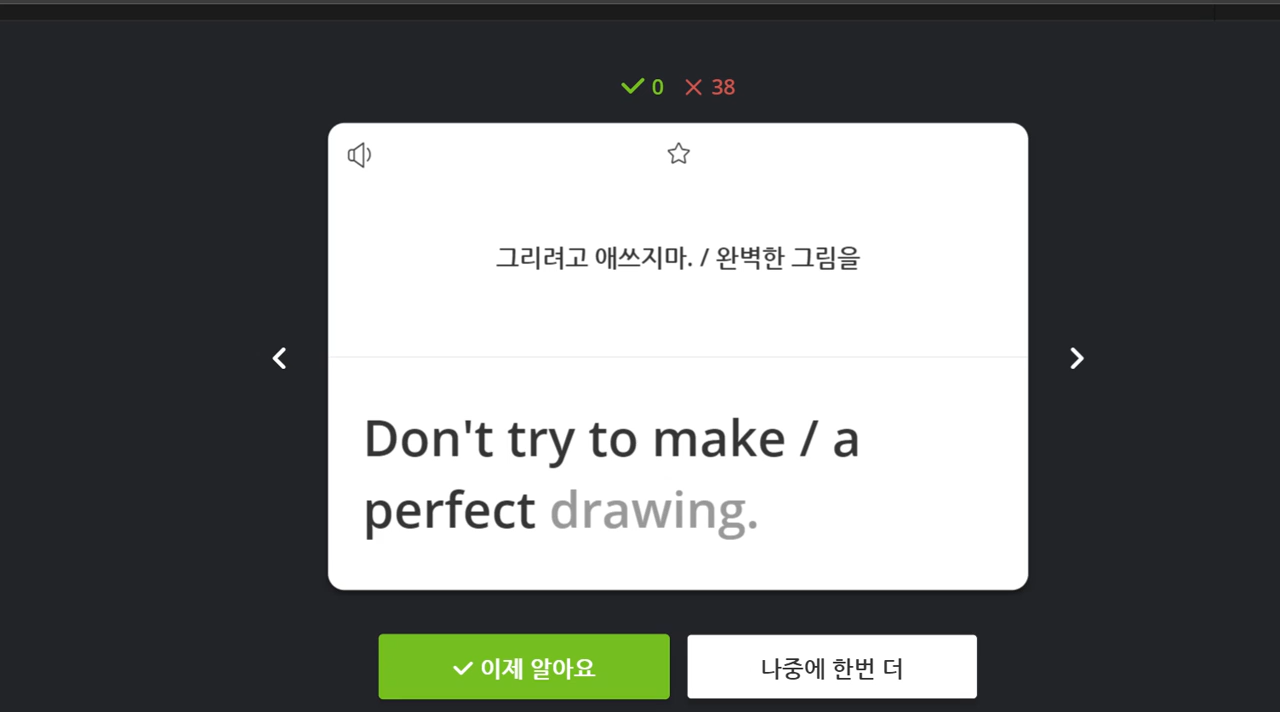 0 38
그리려고 애쓰지마. / 완벽한 그림을
Don't try to make / a
perfect drawing.
이제 알아요
나중에 한번 더